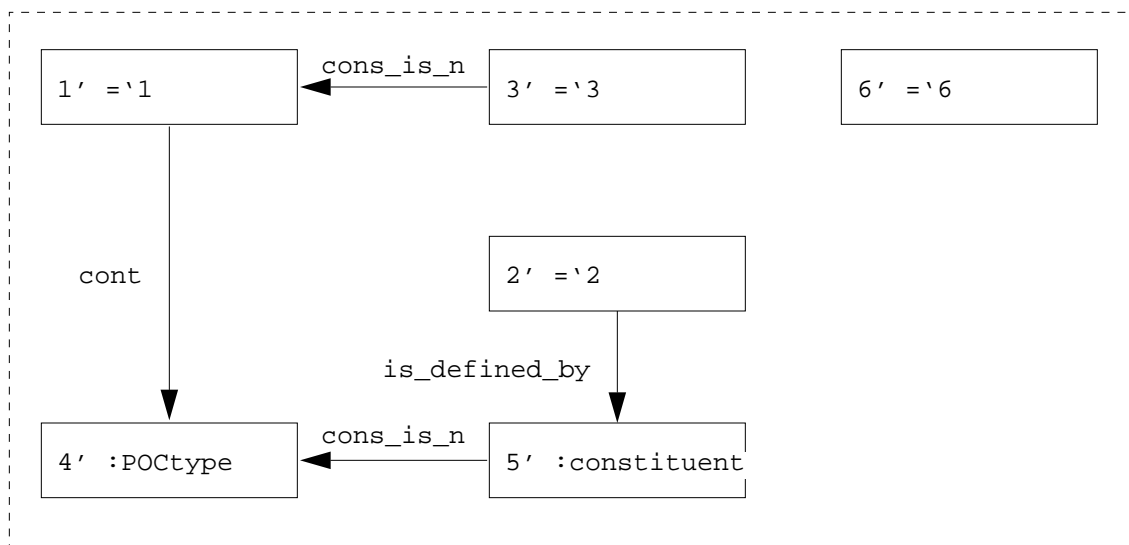 cons_is_n
1’ =‘1
3’ =‘3
6’ =‘6
2’ =‘2
cont
is_defined_by
cons_is_n
4’ :POCtype
5’ :constituent